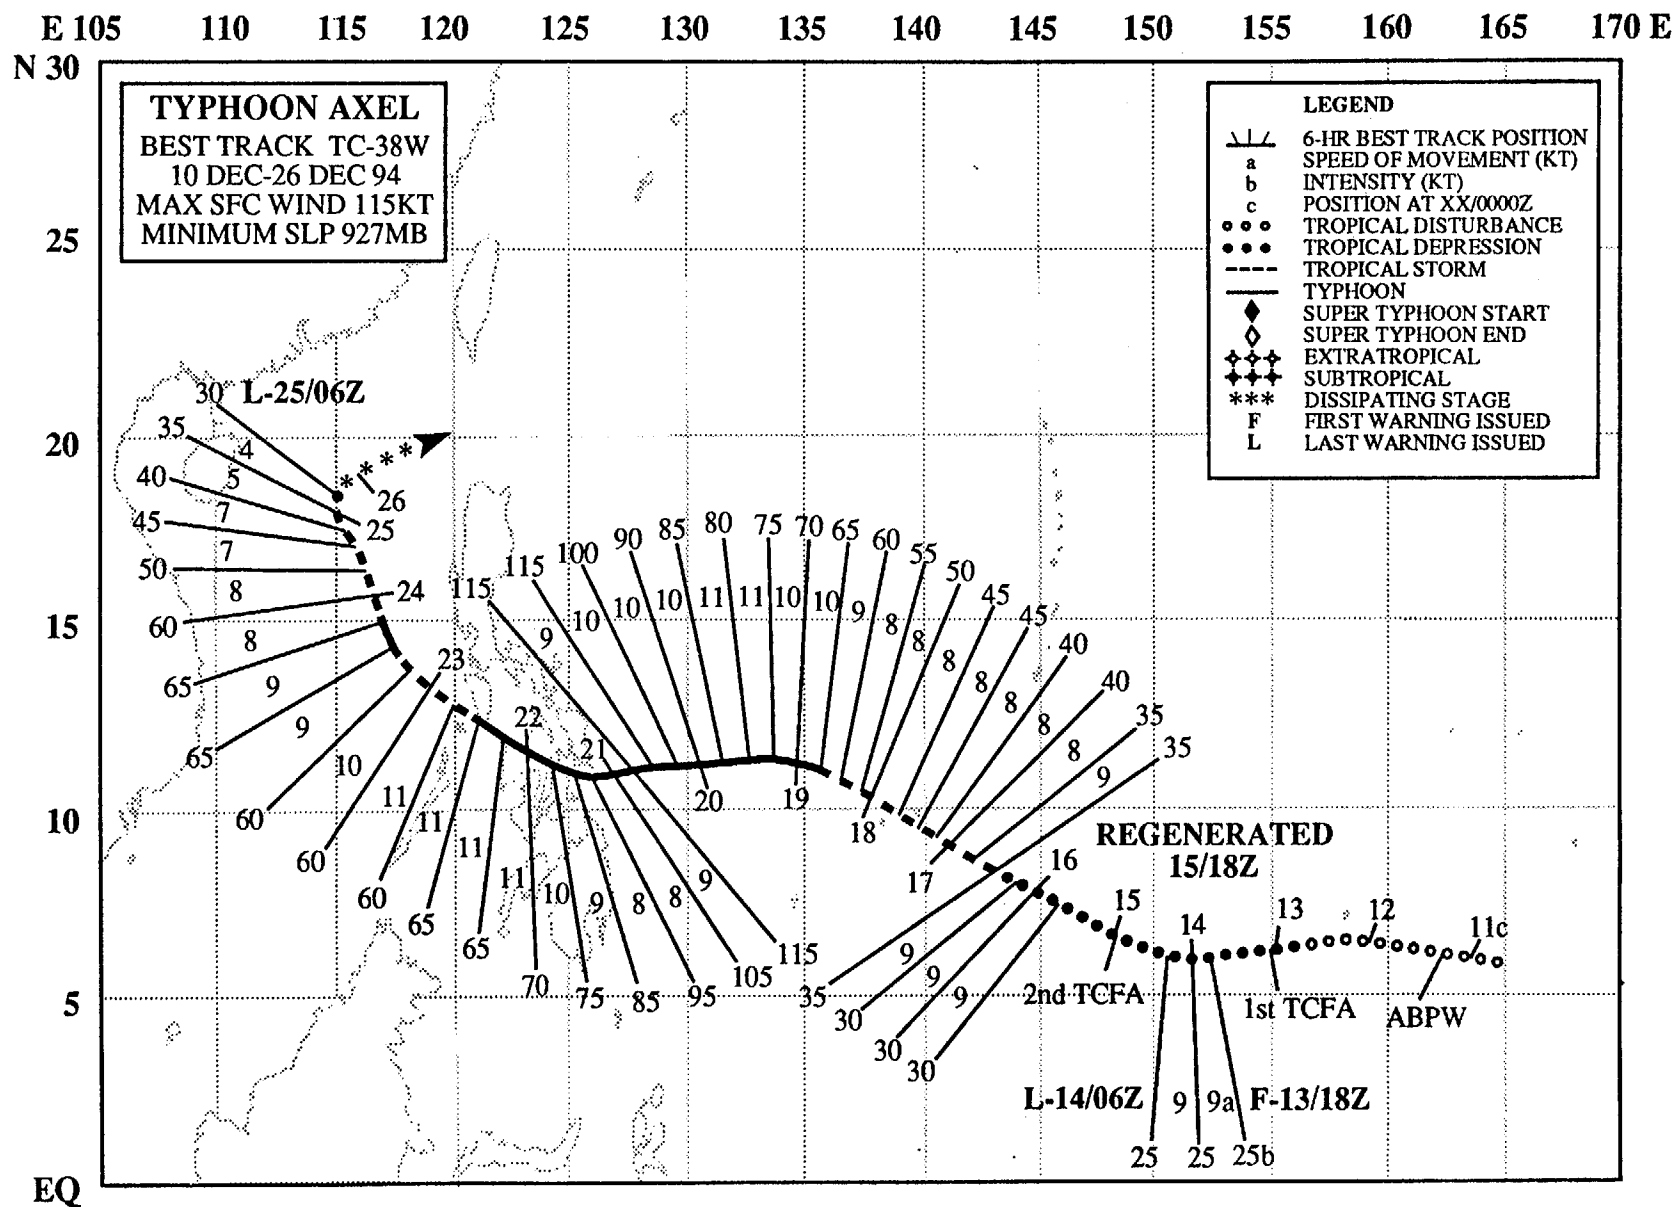 E 105 110 115 120 125 130 135 140 145 150 155 160 165 170 E
N 30
25
20
15
10
5
EQ
TYPHOON AXEL
BEST TRACK TC-38W
10 DEC-26 DEC 94
MAX SFC WIND 115KT
MINIMUM SLP 927MB
LEGEND
6-HR BEST TRACK POSITION
a SPEED OF MOVEMENT (KT)
b INTENSITY (KT)
c POSITION AT XX/0000Z
TROPICAL DISTURBANCE
TROPICAL DEPRESSION
TROPICAL STORM
TYPHOON
SUPER TYPHOON START
SUPER TYPHOON END
EXTRATROPICAL
SUBTROPICAL
*** DISSIPATING STAGE
F FIRST WARNING ISSUED
L LAST WARNING ISSUED
30 L-25/06Z
35 4
40 5
45 7
50 7
60 8
65 8
65 9
60 9
60 10
60 11
65 11
65 11
70 11
75 10
85 9
95 8
105 8
115 9
26
25
24
23
22
21
20
19
18
17
16
15
14
13
12
11c
115 115 100 90 85 80 75 70 65 60 55 50 45 45 40 40 35 35
9 10 10 10 11 11 10 10 9 8 8 8 8 8 8 8 9
REGENERATED
15/18Z
35 9
30 9
30 9
30
2nd TCFA
1st TCFA
ABPW
L-14/06Z 9 9a F-13/18Z
25 25 25b